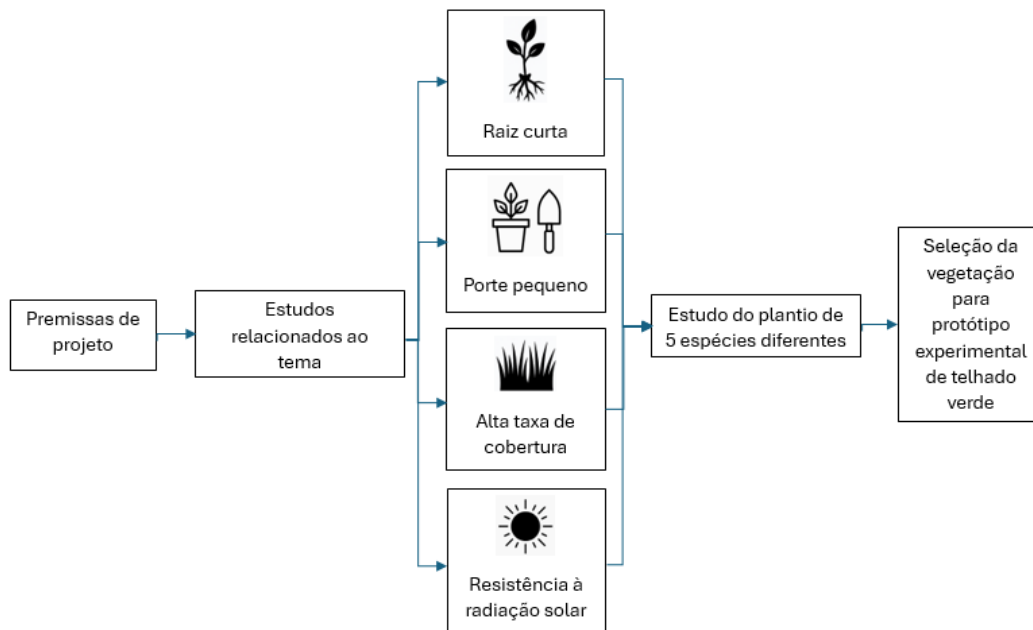 Premissas de
projeto
Estudos
relacionados ao
tema
Raiz curta
Porte pequeno
Alta taxa de
cobertura
Resistência à
radiação solar
Estudo do plantio de
5 espécies diferentes
Seleção da
vegetação
para
protótipo
experimental
de telhado
verde